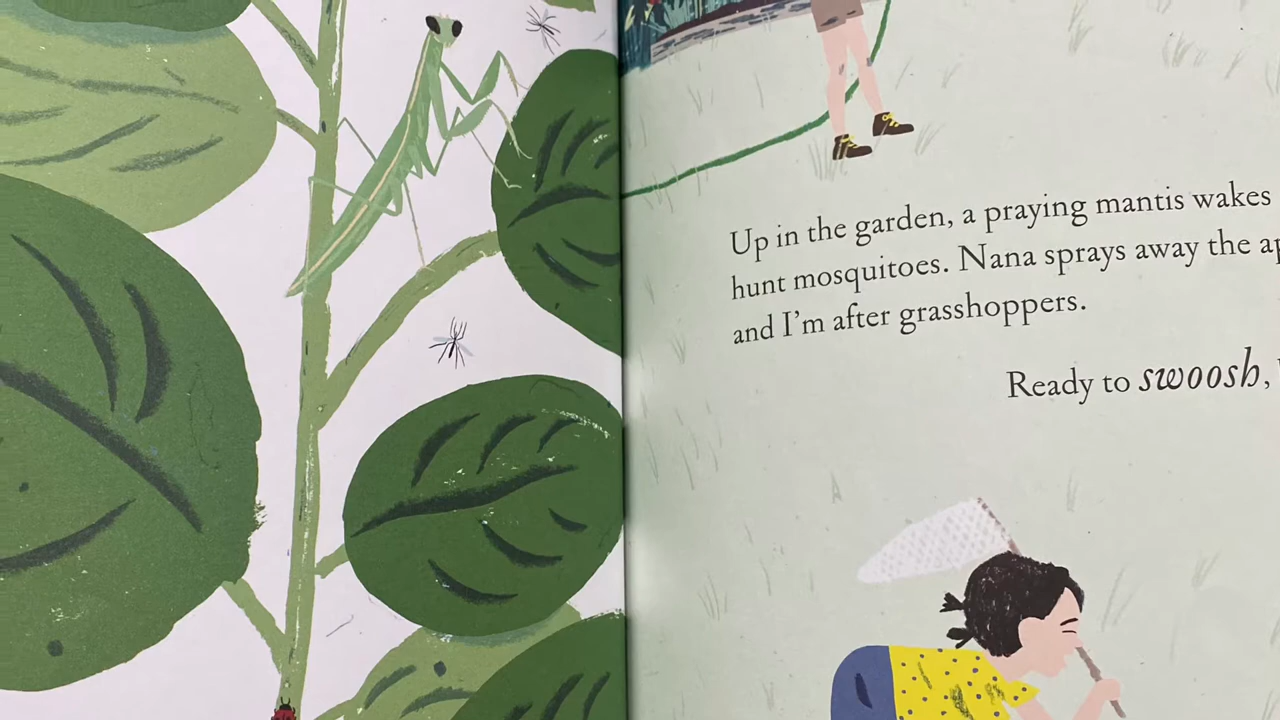 Up in the garden, a praying mantis wakes
hunt mosquitoes. Nana sprays away the
and I'm after grasshoppers.
Ready to swoosh,